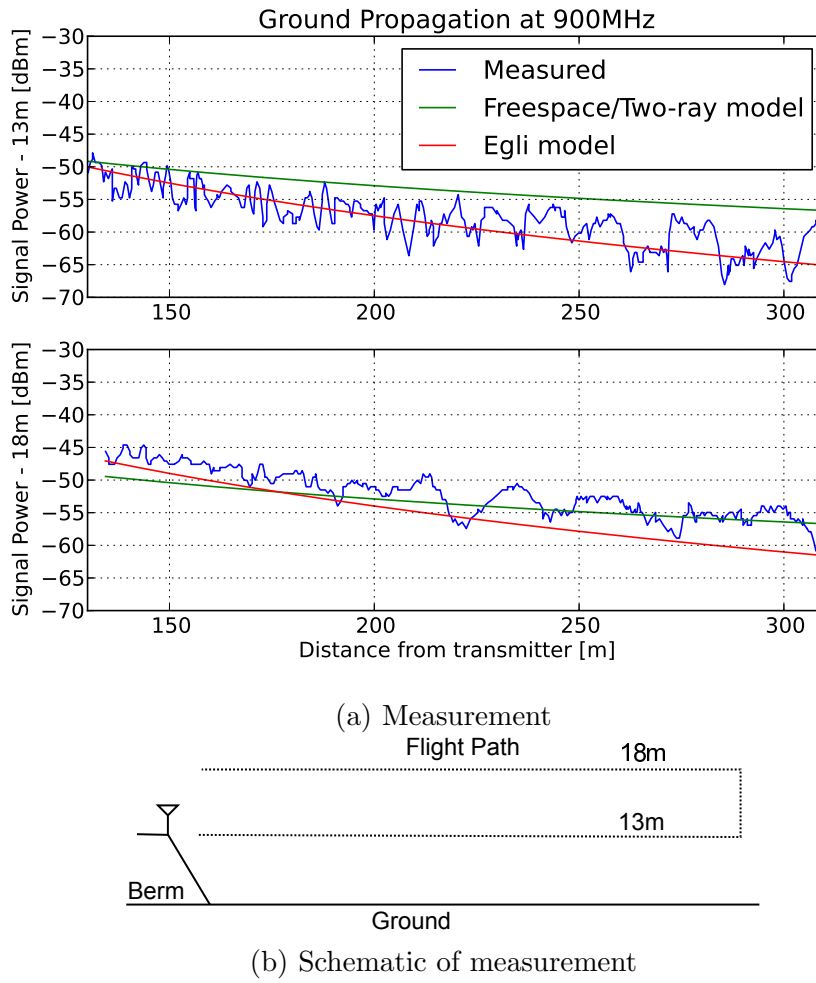 Ground Propagation at 900MHz
Signal Power - 13m [dBm]
−30
−35
−40
−45
−50
−55
−60
−65
−70
Measured
Freespace/Two-ray model
Egli model
150 200 250 300
Signal Power - 18m [dBm]
−30
−35
−40
−45
−50
−55
−60
−65
−70
150 200 250 300
Distance from transmitter [m]
(a) Measurement
Flight Path
18m
13m
Berm
Ground
(b) Schematic of measurement